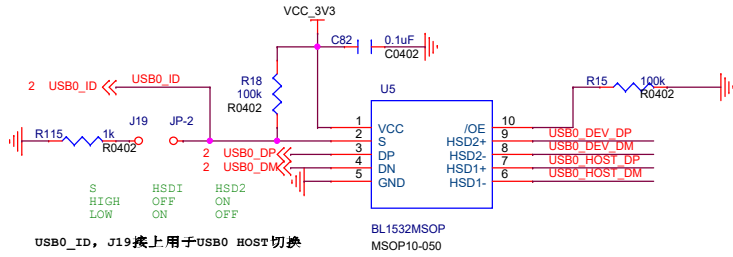 VCC_3V3
C82 0.1uF
C0402
R18
100k
R0402
2 USB0_ID USB0_ID
J19 JP-2
R115 1k
R0402
U5
1 VCC
2 S
3 DP
4 DN
5 GND
/OE 10
HSD2+ 9
HSD2- 8
HSD1+ 7
HSD1- 6
R15 100k
R0402
USB0_DEV_DP
USB0_DEV_DM
USB0_HOST_DP
USB0_HOST_DM
2 USB0_DP
2 USB0_DM
S HSD1 HSD2
HIGH OFF ON
LOW ON OFF
BL1532MSOP
MSOP10-050
USB0_ID, J19接上用于USB0 HOST切换